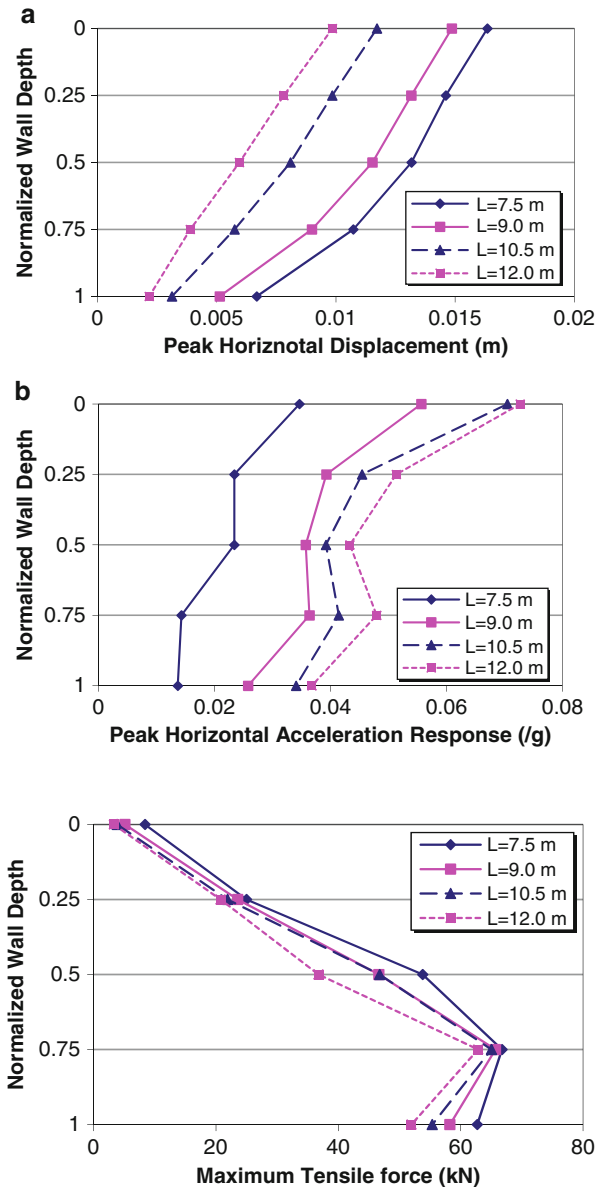 a
0
0.25
0.5
0.75
1
Normalized Wall Depth
L=7.5 m
L=9.0 m
L=10.5 m
L=12.0 m
0 0.005 0.01 0.015 0.02
Peak Horiznotal Displacement (m)
b
0
0.25
0.5
0.75
1
Normalized Wall Depth
L=7.5 m
L=9.0 m
L=10.5 m
L=12.0 m
0 0.02 0.04 0.06 0.08
Peak Horizontal Acceleration Response (/g)
0
0.25
0.5
0.75
1
Normalized Wall Depth
L=7.5 m
L=9.0 m
L=10.5 m
L=12.0 m
0 20 40 60 80
Maximum Tensile force (kN)